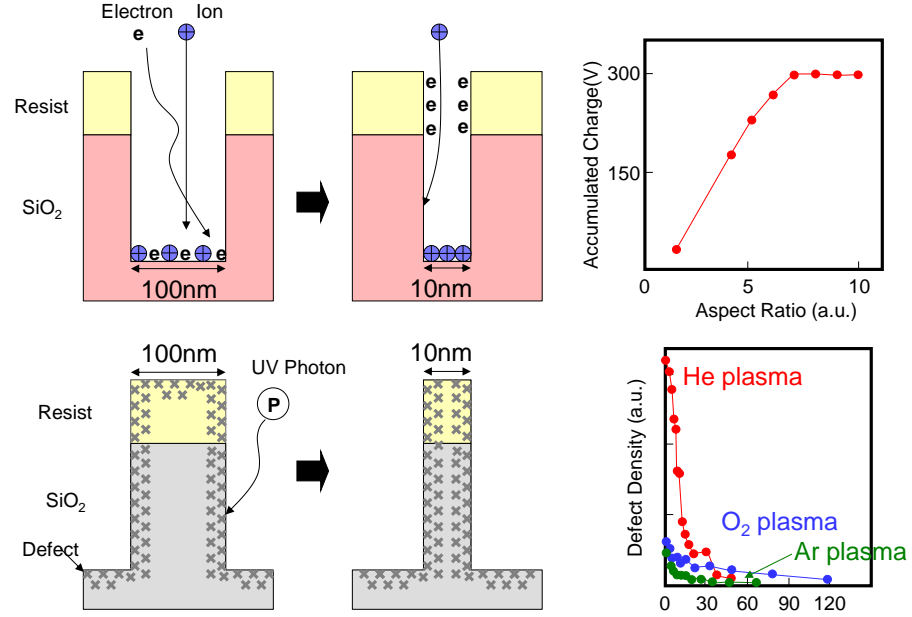 Electron Ion
e
Resist
SiO2
e e e
100nm
e e
e e
e e
10nm
Accumulated Charge(V)
300
150
0 5 10
Aspect Ratio (a.u.)
100nm
UV Photon
P
Resist
SiO2
Defect
10nm
Defect Density (a.u.)
He plasma
O2 plasma
Ar plasma
0 30 60 90 120